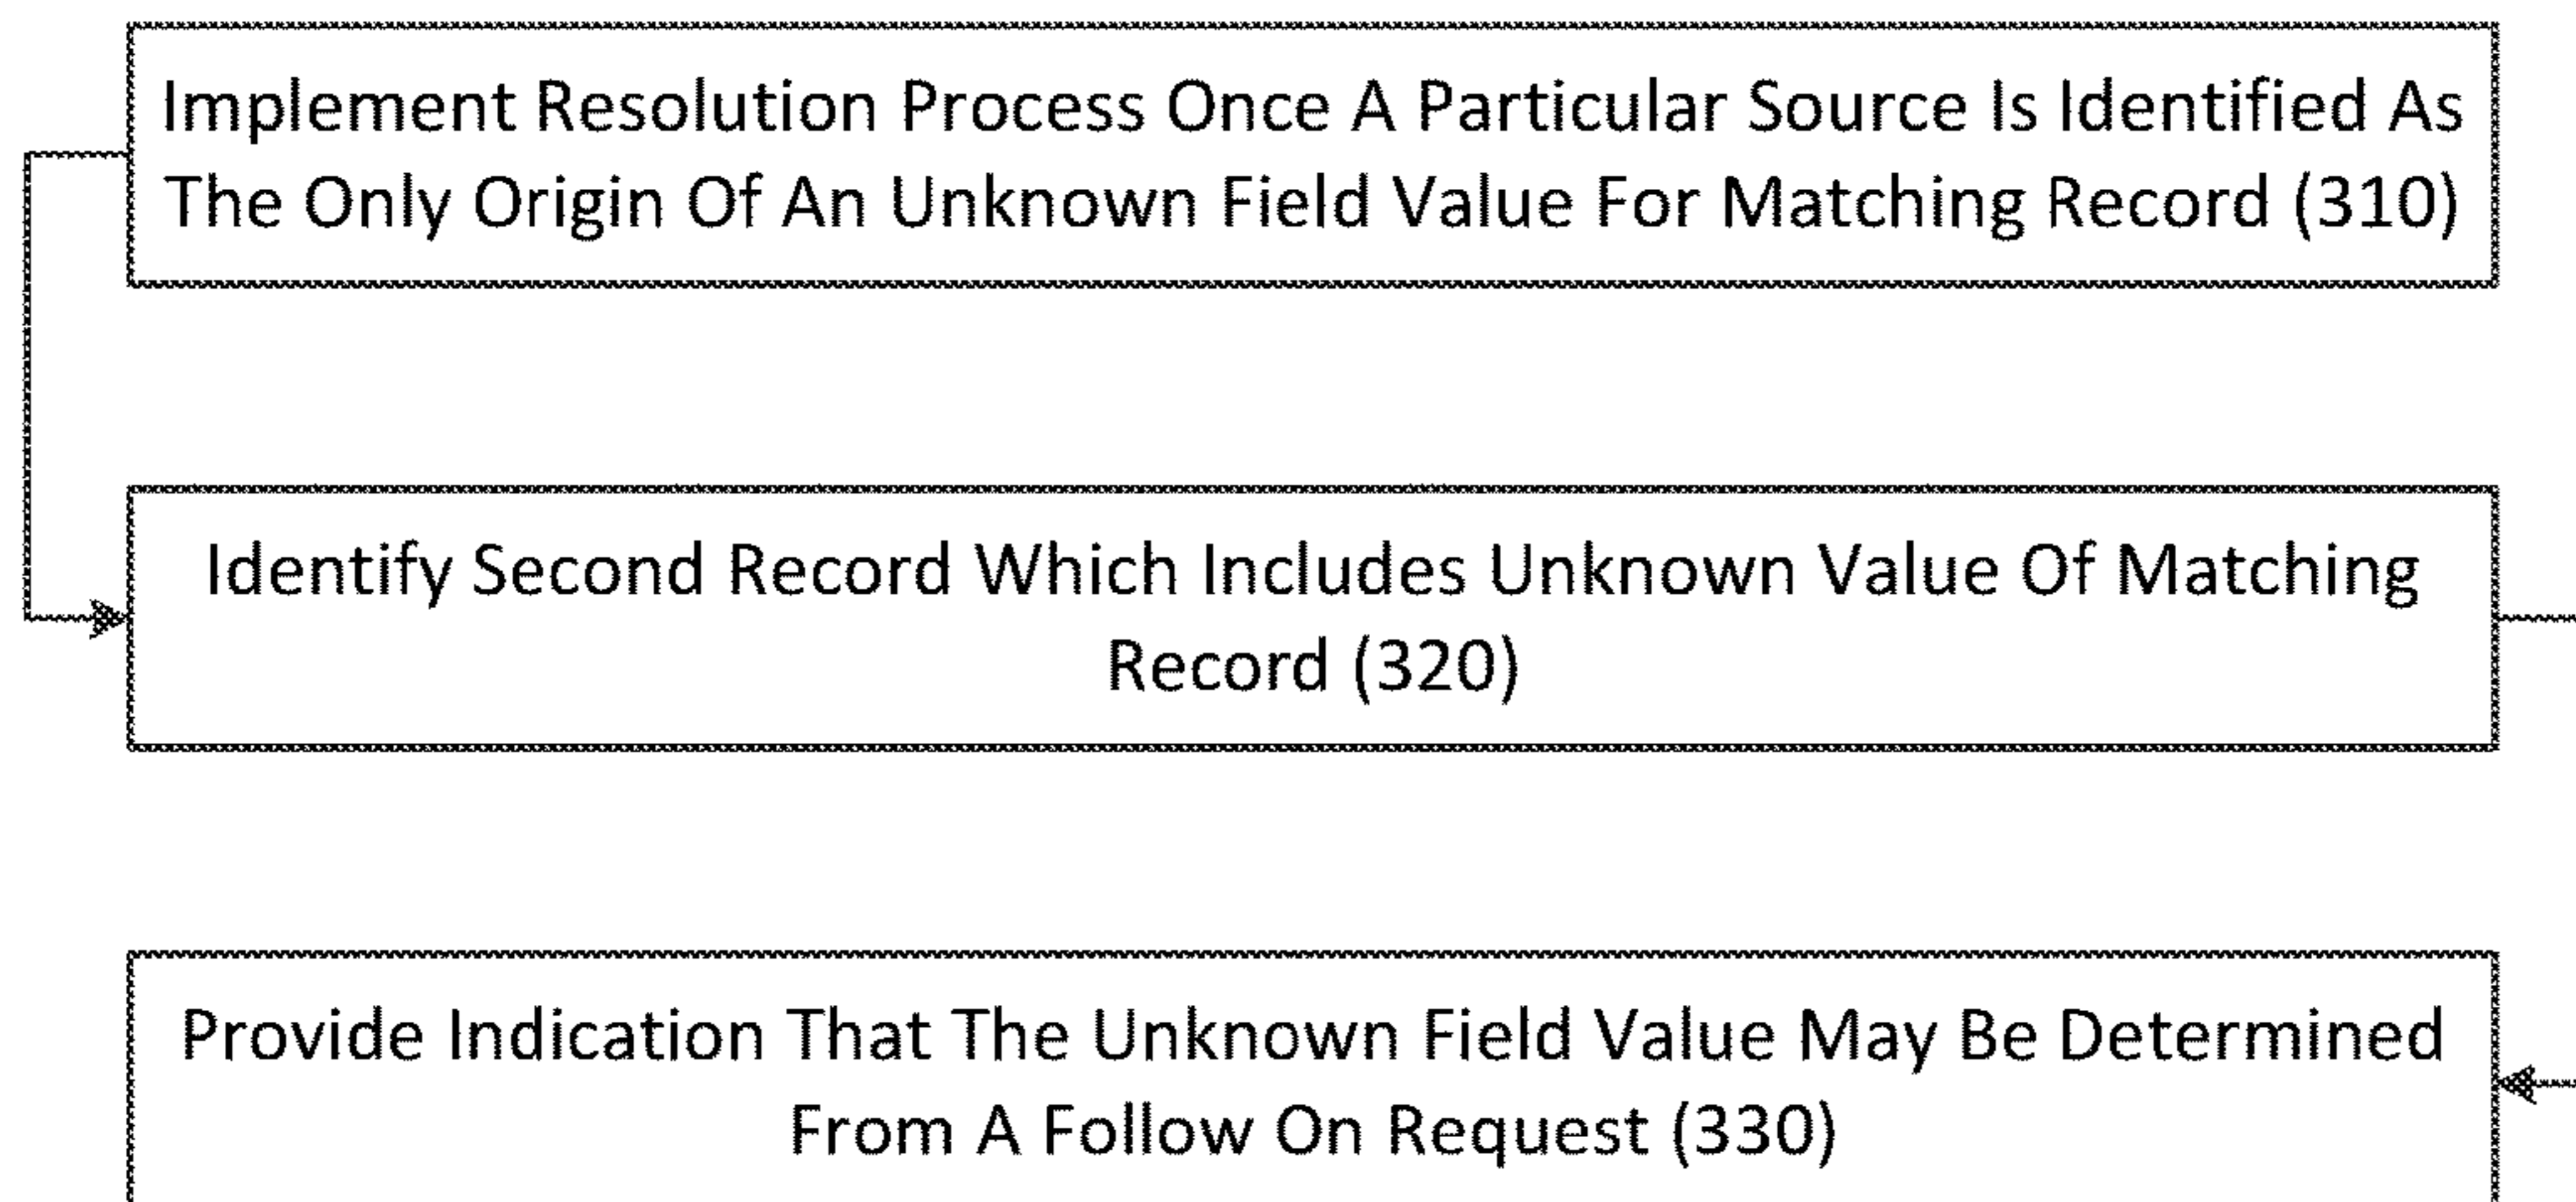 Implement Resolution Process Once A Particular Source Is Identified As
The Only Origin Of An Unknown Field Value For Matching Record (310)
Identify Second Record Which Includes Unknown Value Of Matching
Record (320)
Provide Indication That The Unknown Field Value May Be Determined
From A Follow On Request (330)